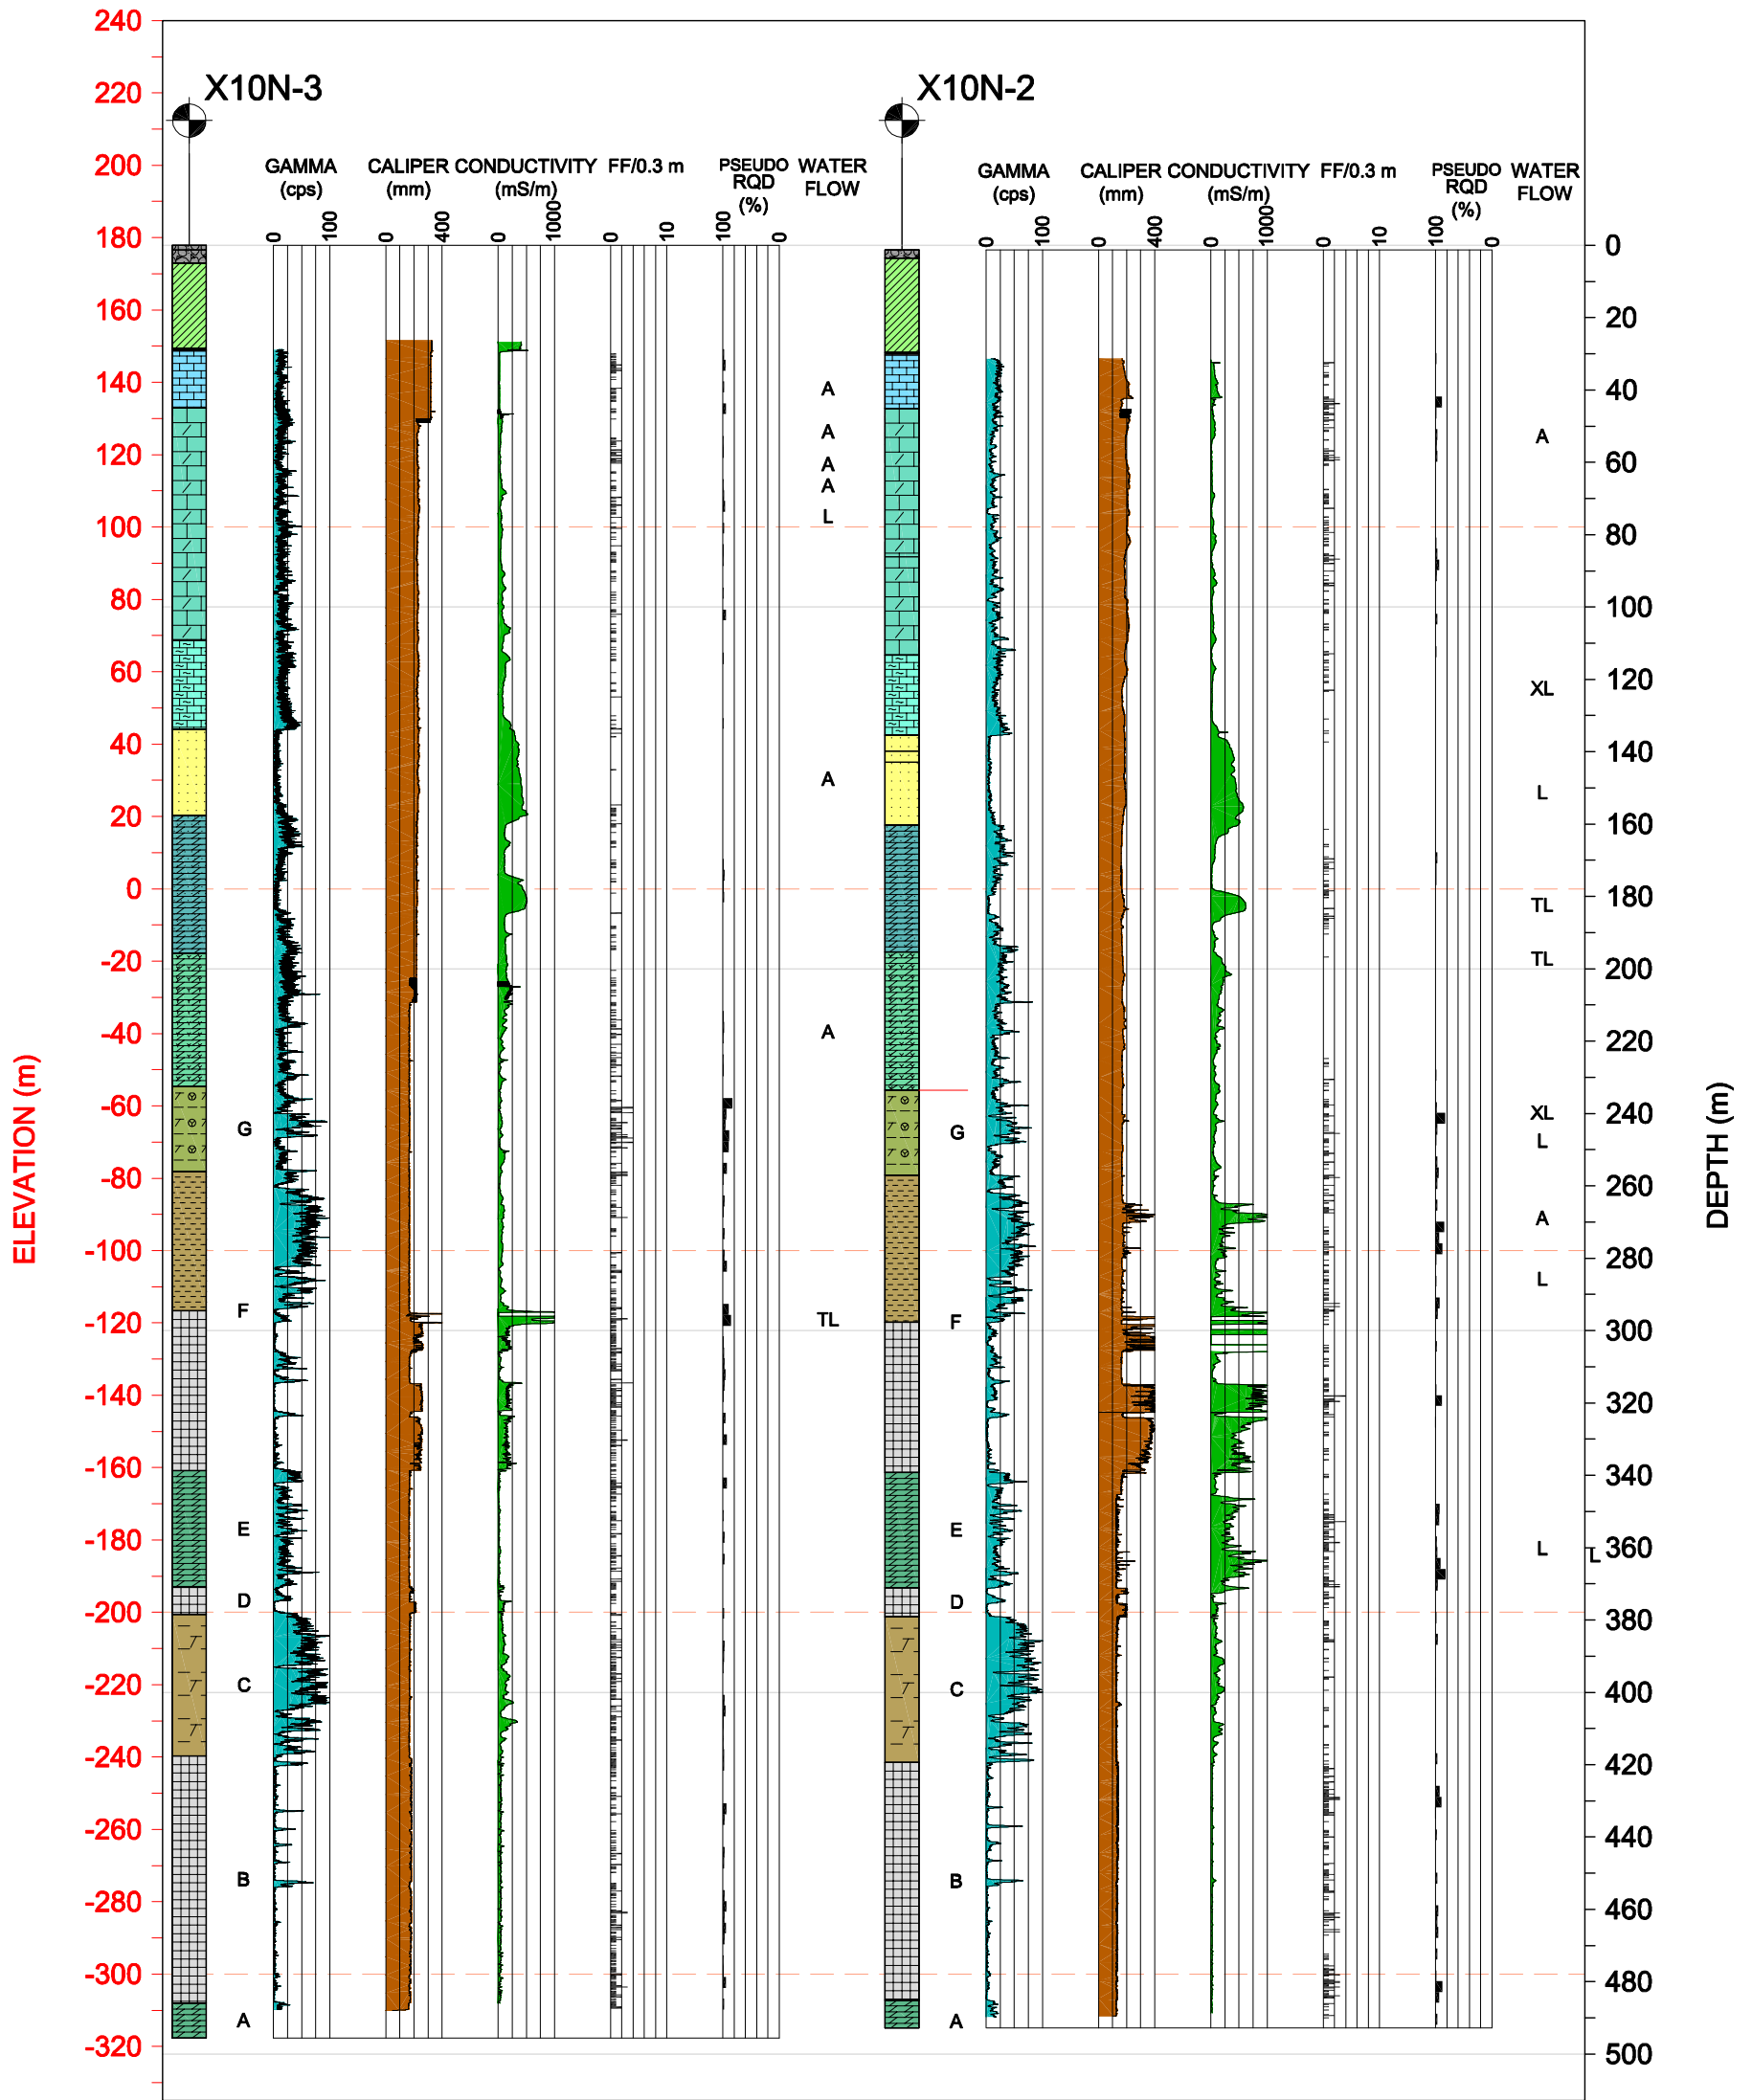 X10N-3
X10N-2
GAMMA
(cps)
CALIPER
(mm)
CONDUCTIVITY
(mS/m)
FF/0.3 m
PSEUDO
RQD
(%)
WATER
FLOW
GAMMA
(cps)
CALIPER
(mm)
CONDUCTIVITY
(mS/m)
FF/0.3 m
PSEUDO
RQD
(%)
WATER
FLOW
0
100
0
400
0
1000
0
10
100
0
0
100
0
400
0
1000
0
10
100
0
ELEVATION (m)
240
220
200
180
160
140
120
100
80
60
40
20
0
-20
-40
-60
-80
-100
-120
-140
-160
-180
-200
-220
-240
-260
-280
-300
-320
G
F
E
D
C
B
A
A
A
A
A
L
A
A
TL
G
F
E
D
C
B
A
A
XL
L
TL
TL
XL
L
A
L
L
L
0
20
40
60
80
100
120
140
160
180
200
220
240
260
280
300
320
340
360
380
400
420
440
460
480
500
DEPTH (m)